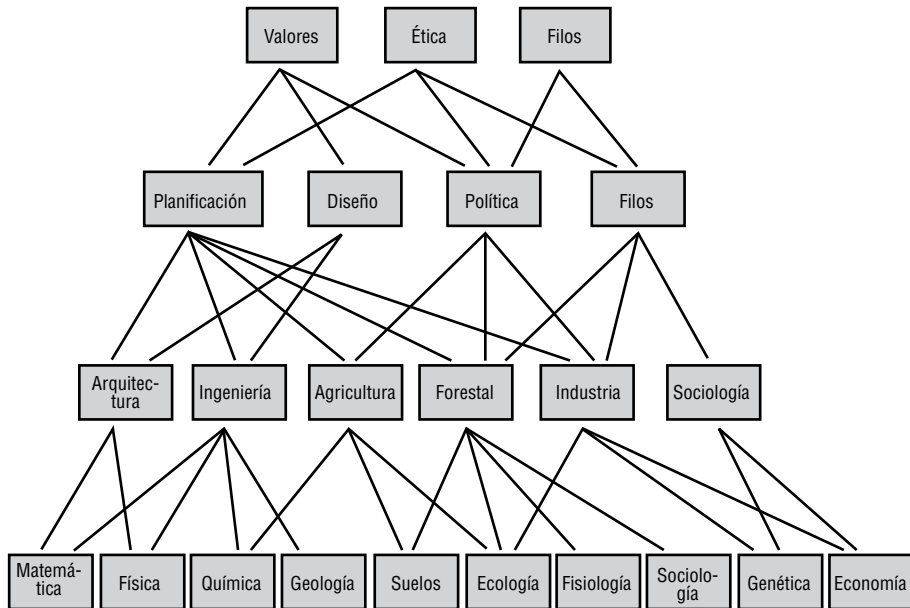 Valores
Ética
Filos
Planificación
Diseño
Política
Filos
Arquitec-
tura
Ingeniería
Agricultura
Forestal
Industria
Sociología
Matemá-
tica
Física
Química
Geología
Suelos
Ecología
Fisiología
Sociolo-
gía
Genética
Economía